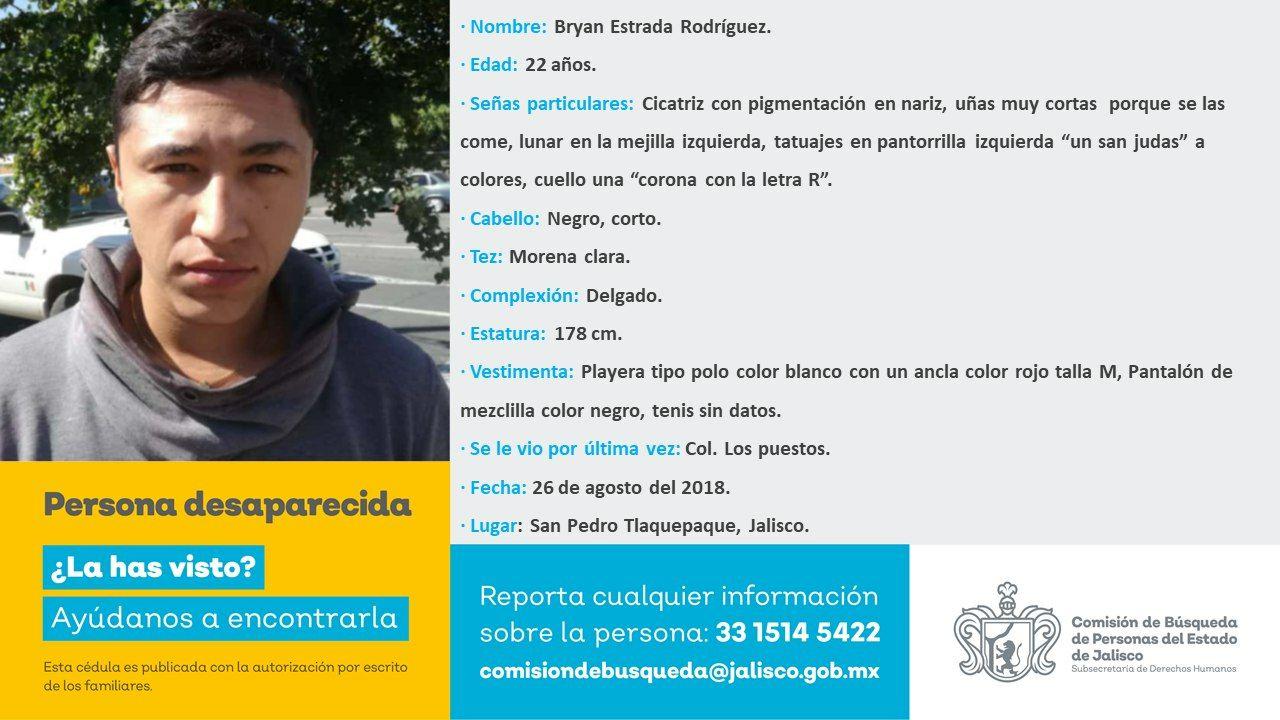 · Nombre: Bryan Estrada Rodríguez.
· Edad: 22 años.
· Señas particulares: Cicatriz con pigmentación en nariz, uñas muy cortas porque se las
come, lunar en la mejilla izquierda, tatuajes en pantorrilla izquierda “un san judas” a
colores, cuello una “corona con la letra R”.
· Cabello: Negro, corto.
· Tez: Morena clara.
· Complexión: Delgado.
· Estatura: 178 cm.
· Vestimenta: Playera tipo polo color blanco con un ancla color rojo talla M, Pantalón de
mezclilla color negro, tenis sin datos.
· Se le vio por última vez: Col. Los puestos.
· Fecha: 26 de agosto del 2018.
· Lugar: San Pedro Tlaquepaque, Jalisco.
Persona desaparecida
¿La has visto?
Ayúdanos a encontrarla
Esta cédula es publicada con la autorización por escrito
de los familiares.
Reporta cualquier información
sobre la persona: 33 1514 5422
comisiondebusqueda@jalisco.gob.mx
Comisión de Búsqueda
de Personas del Estado
de Jalisco
Subsecretaría de Derechos Humanos